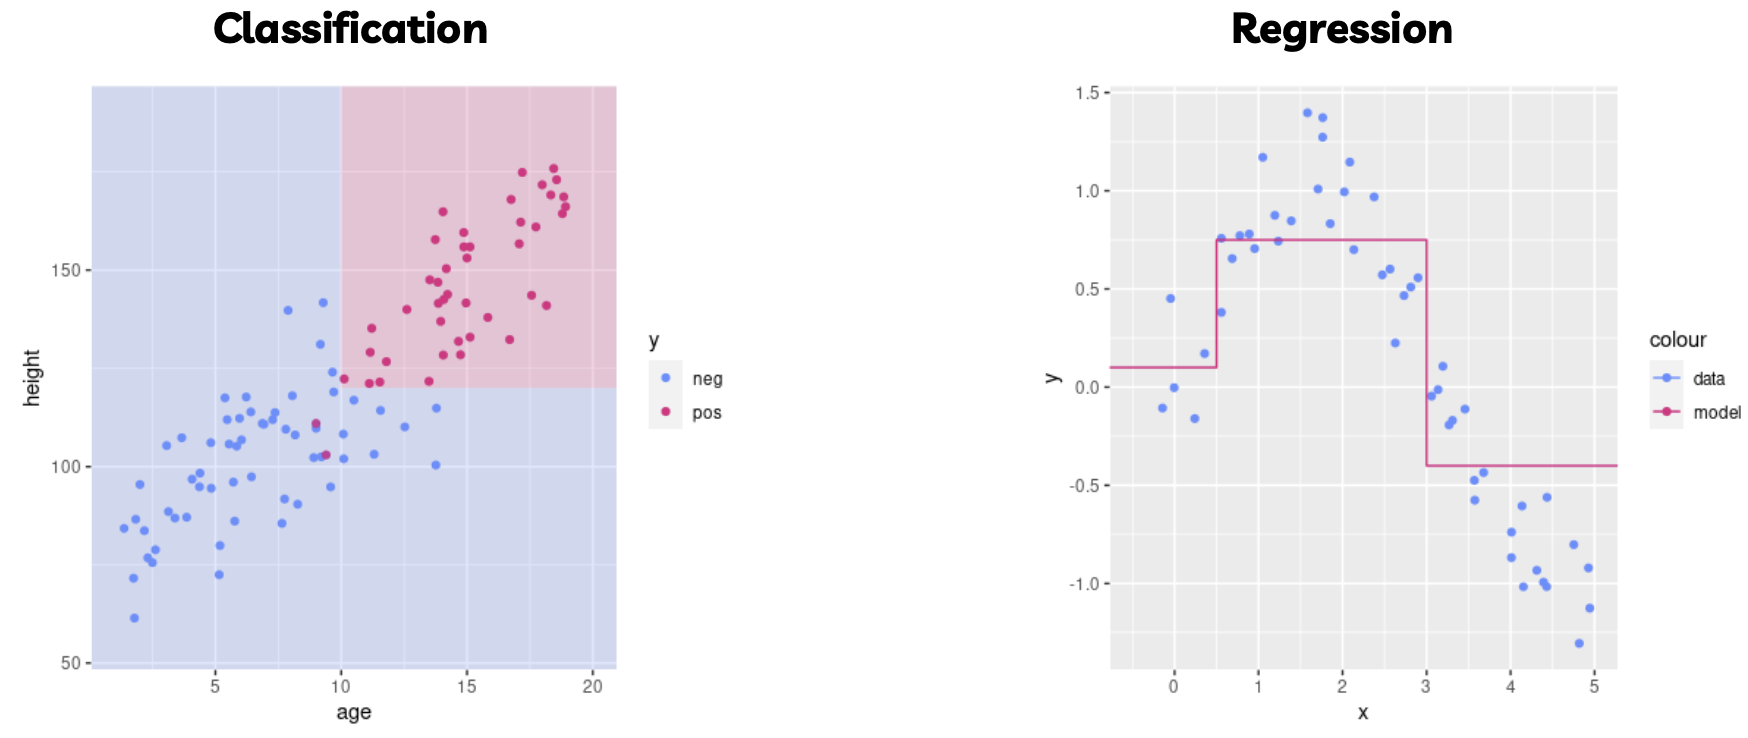 Classification
height
150
100
50
5 10 15 20
age
y
neg
pos
Regression
y
1.5
1.0
0.5
0.0
-0.5
-1.0
0 1 2 3 4 5
x
colour
data
model